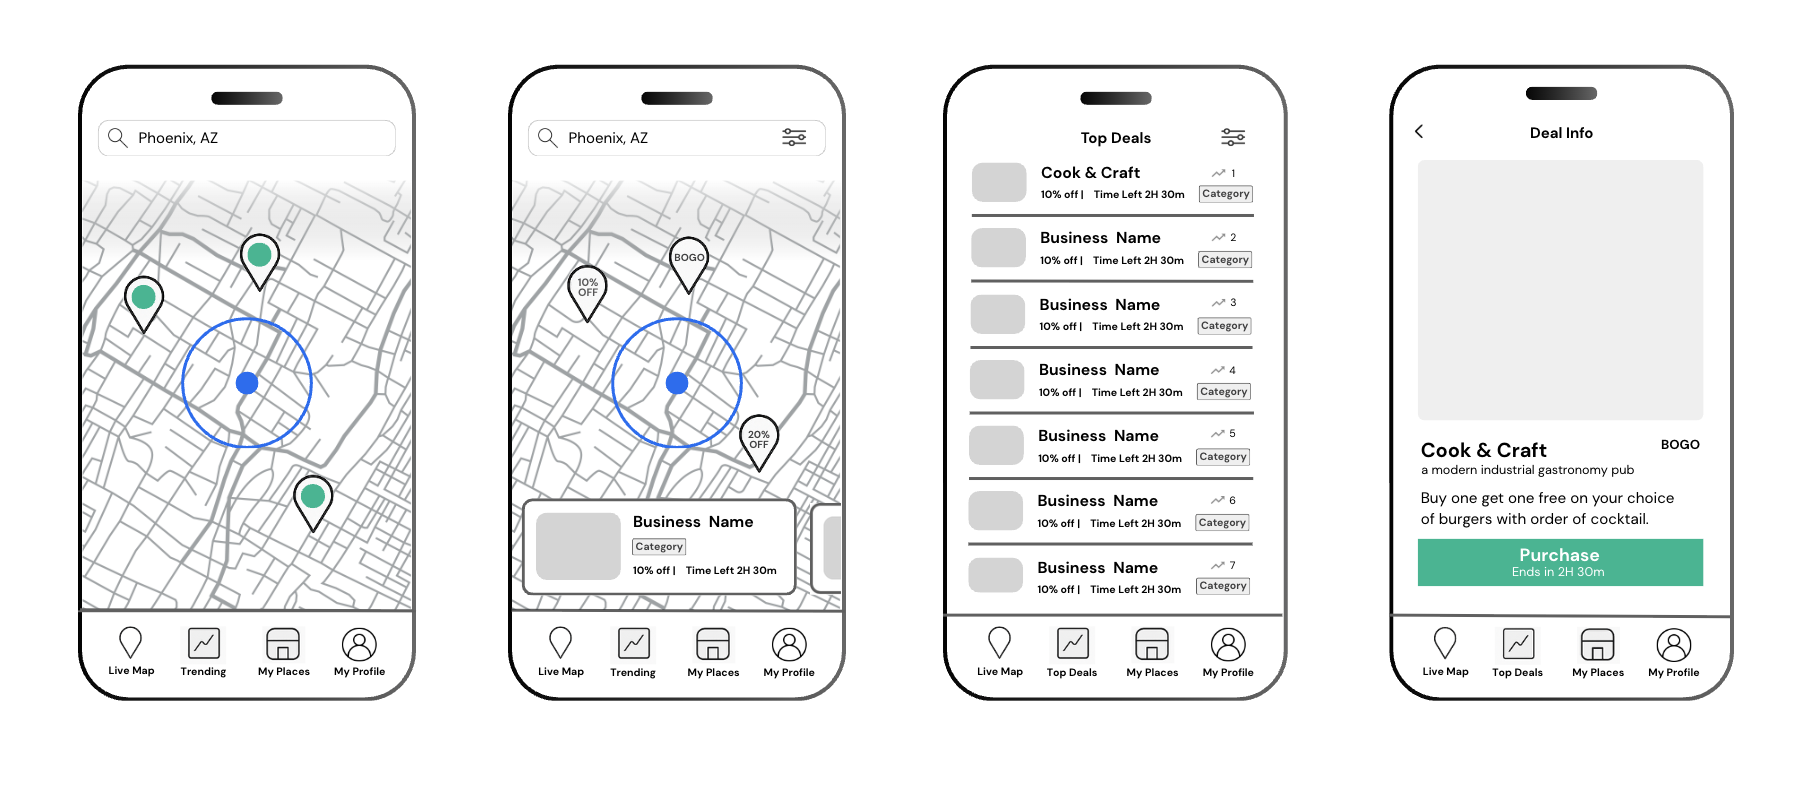 Phoenix, AZ
Live Map
Trending
My Places
My Profile
Phoenix, AZ
BOGO
10%
OFF
20%
OFF
Business Name
Category
10% off | Time Left 2H 30m
Live Map
Trending
My Places
My Profile
Top Deals
Cook & Craft
1
10% off | Time Left 2H 30m
Category
Business Name
2
10% off | Time Left 2H 30m
Category
Business Name
3
10% off | Time Left 2H 30m
Category
Business Name
4
10% off | Time Left 2H 30m
Category
Business Name
5
10% off | Time Left 2H 30m
Category
Business Name
6
10% off | Time Left 2H 30m
Category
Business Name
7
10% off | Time Left 2H 30m
Category
Live Map
Top Deals
My Places
My Profile
Deal Info
Cook & Craft
BOGO
a modern industrial gastronomy pub
Buy one get one free on your choice
of burgers with order of cocktail.
Purchase
Ends in 2H 30m
Live Map
Top Deals
My Places
My Profile